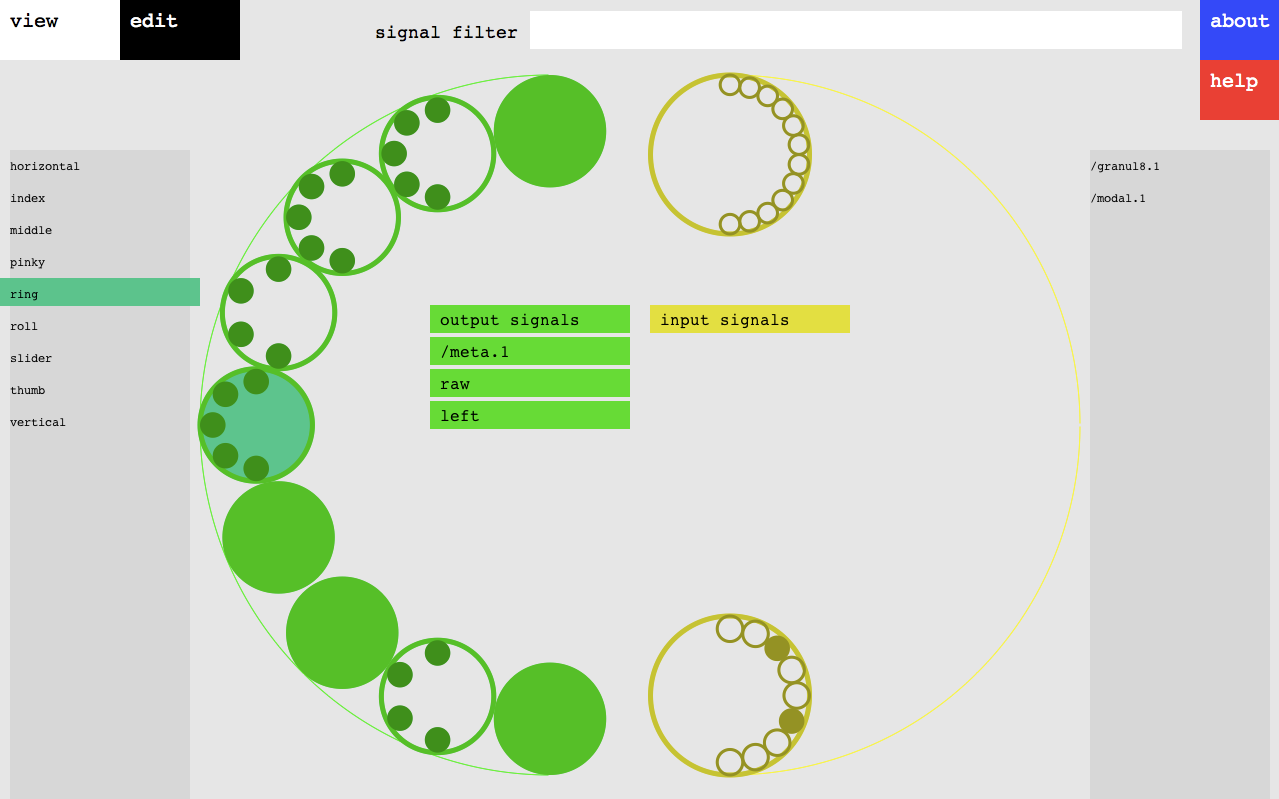 view
edit
signal filter
about
help
horizontal
index
middle
pinky
ring
roll
slider
thumb
vertical
output signals
/meta.1
raw
left
input signals
/granul8.1
/modal.1